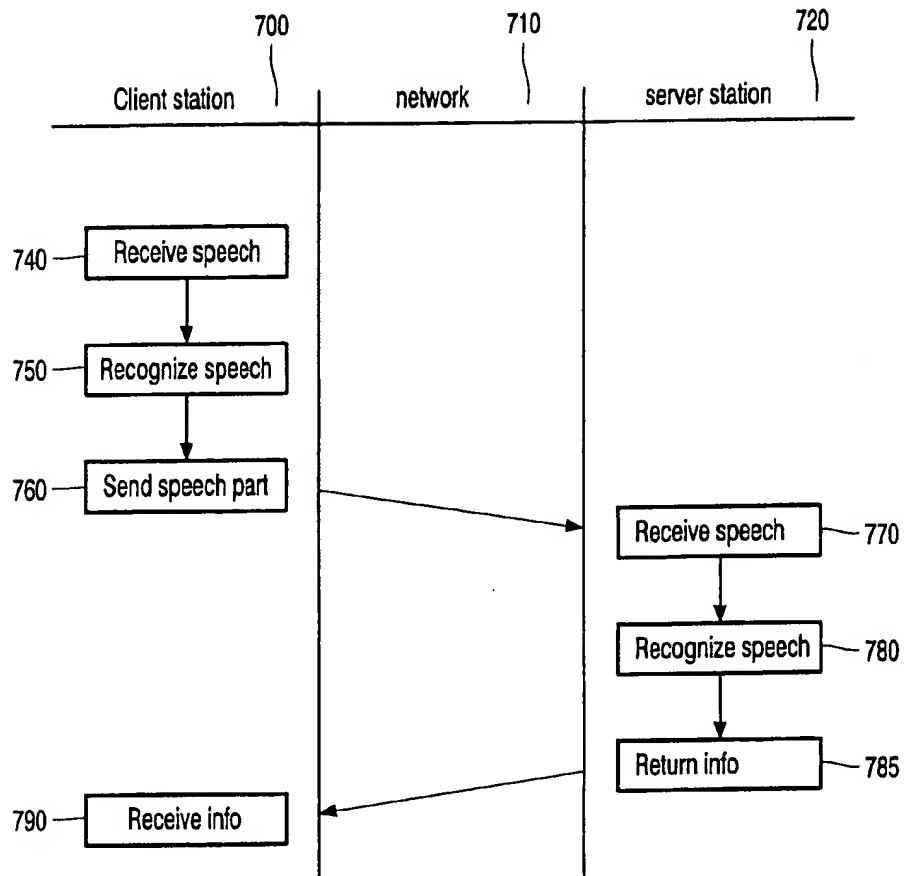 700 710 720
Client station network server station
740 Receive speech
750 Recognize speech
760 Send speech part
Receive speech 770
Recognize speech 780
Return info 785
790 Receive info